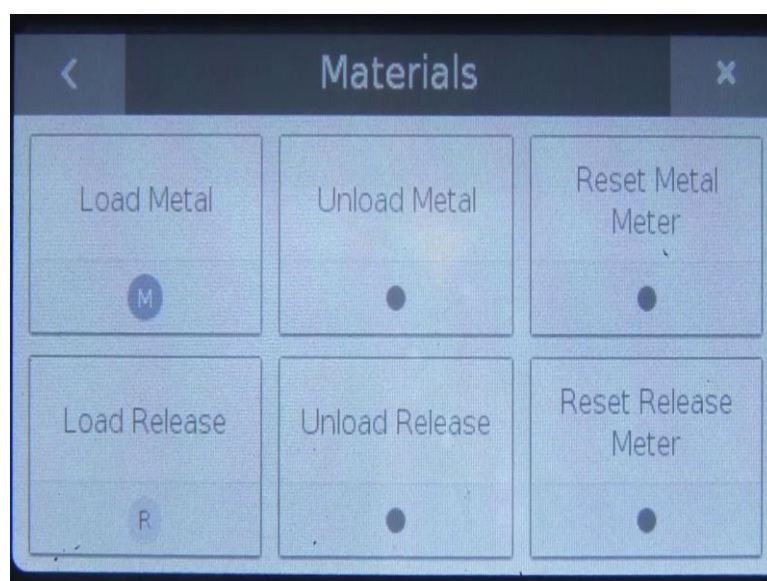 Materials
Load Metal
M
Unload Metal
Reset Metal
Meter
Load Release
R
Unload Release
Reset Release
Meter